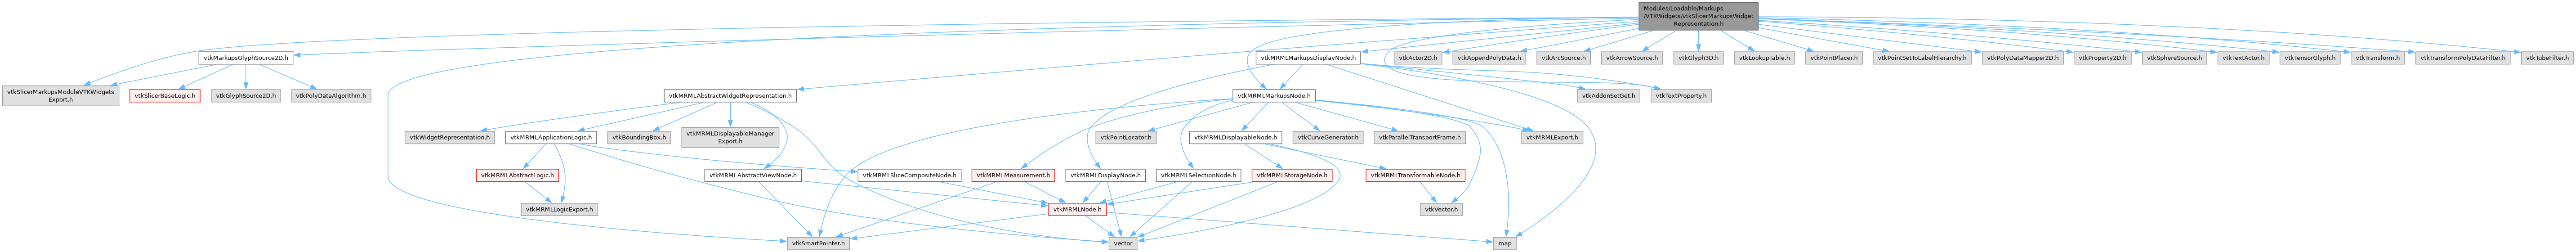 Modules/Loadable/Markups
/VTKWidgets/vtkSlicerMarkupsWidget
Representation.h
vtkMarkupsGlyphSource2D.h
vtkMRMLMarkupsDisplayNode.h
vtkActor2D.h
vtkAppendPolyData.h
vtkArcSource.h
vtkArrowSource.h
vtkGlyph3D.h
vtkLookupTable.h
vtkPointPlacer.h
vtkPointSetToLabelHierarchy.h
vtkPolyDataMapper2D.h
vtkProperty2D.h
vtkSphereSource.h
vtkTextActor.h
vtkTensorGlyph.h
vtkTransform.h
vtkTransformPolyDataFilter.h
vtkTubeFilter.h
vtkSlicerMarkupsModuleVTKWidgets
Export.h
vtkSlicerBaseLogic.h
vtkGlyphSource2D.h
vtkPolyDataAlgorithm.h
vtkMRMLAbstractWidgetRepresentation.h
vtkMRMLMarkupsNode.h
vtkAddonSetGet.h
vtkTextProperty.h
vtkWidgetRepresentation.h
vtkMRMLApplicationLogic.h
vtkBoundingBox.h
vtkMRMLDisplayableManager
Export.h
vtkPointLocator.h
vtkMRMLDisplayableNode.h
vtkCurveGenerator.h
vtkParallelTransportFrame.h
vtkMRMLExport.h
vtkMRMLAbstractLogic.h
vtkMRMLAbstractViewNode.h
vtkMRMLSliceCompositeNode.h
vtkMRMLMeasurement.h
vtkMRMLDisplayNode.h
vtkMRMLSelectionNode.h
vtkMRMLStorageNode.h
vtkMRMLTransformableNode.h
vtkMRMLLogicExport.h
vtkMRMLNode.h
vtkVector.h
vtkSmartPointer.h
vector
map